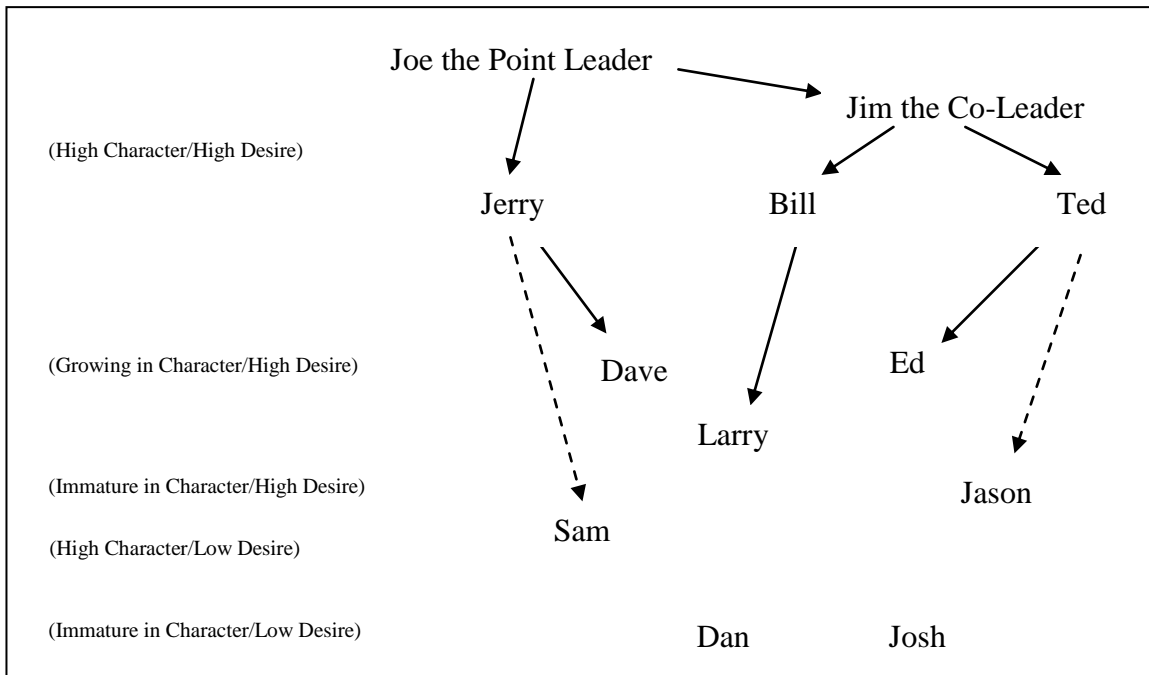 Joe the Point Leader
Jim the Co-Leader
(High Character/High Desire)
Jerry Bill Ted
(Growing in Character/High Desire)
Dave Ed
Larry
(Immature in Character/High Desire)
Jason
Sam
(High Character/Low Desire)
(Immature in Character/Low Desire)
Dan Josh